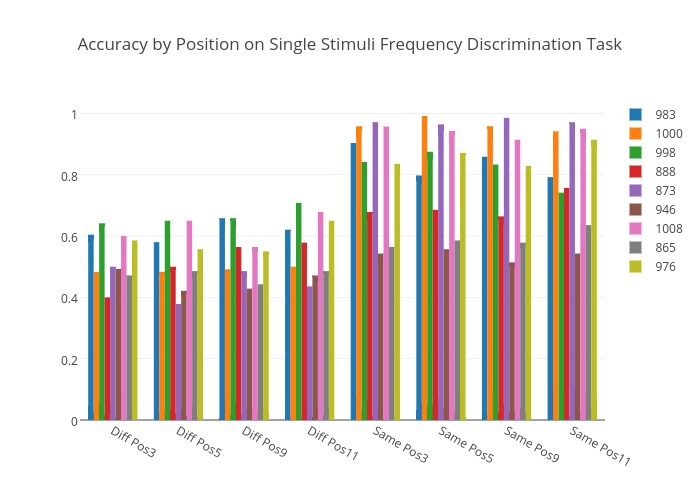 Accuracy by Position on Single Stimuli Frequency Discrimination Task
1
0.8
0.6
0.4
0.2
0
Diff Pos3
Diff Pos5
Diff Pos9
Diff Pos11
Same Pos3
Same Pos5
Same Pos9
Same Pos11
983
1000
998
888
873
946
1008
865
976